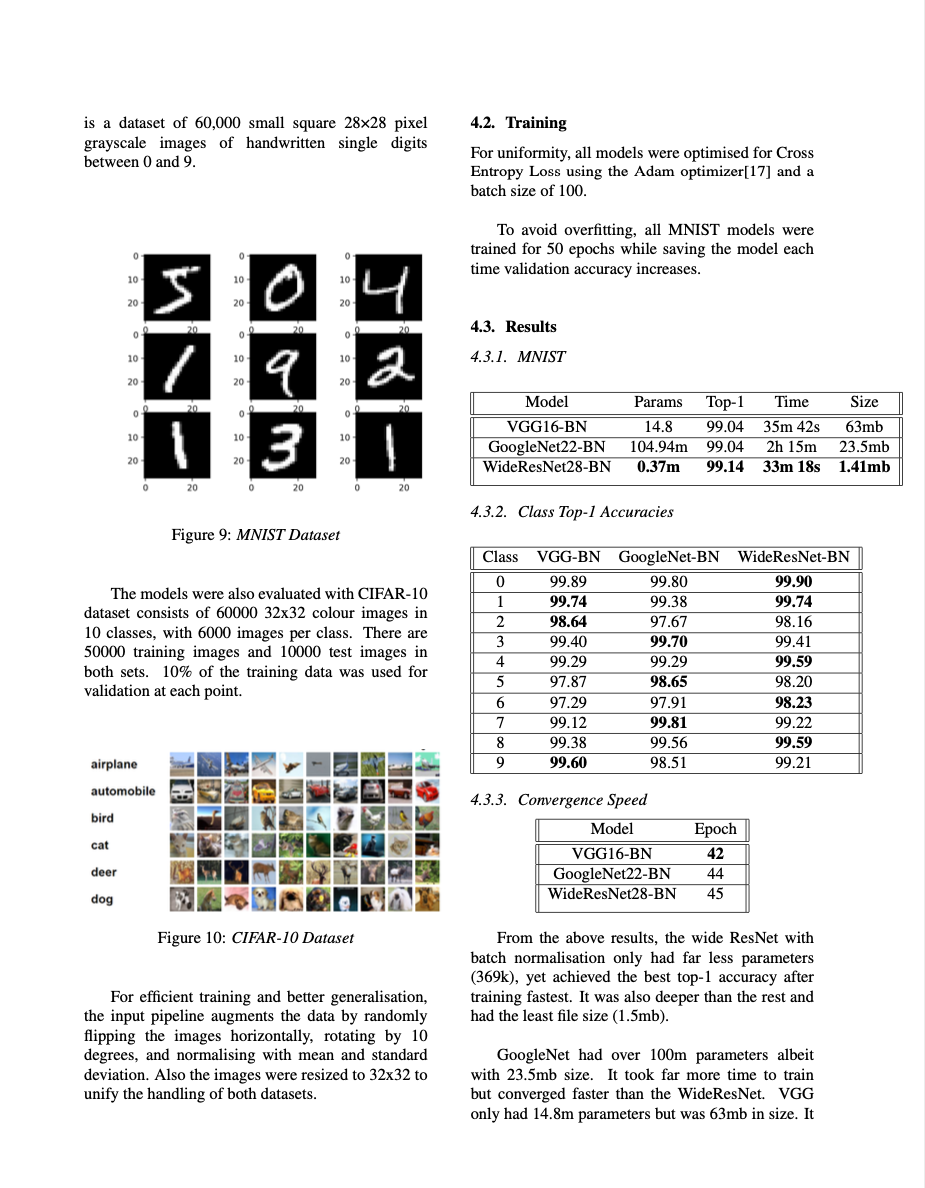 is a dataset of 60,000 small square 28×28 pixel
grayscale images of handwritten single digits
between 0 and 9.
0 0 0
10 10 10
20 20 20
0 20 0 20 0 20
0 0 0
10 10 10
20 20 20
0 20 0 20 0 20
0 0 0
10 10 10
20 20 20
0 20 0 20 0 20
5 0 4
1 9 2
1 3 1
Figure 9: MNIST Dataset
The models were also evaluated with CIFAR-10
dataset consists of 60000 32x32 colour images in
10 classes, with 6000 images per class. There are
50000 training images and 10000 test images in
both sets. 10% of the training data was used for
validation at each point.
airplane
automobile
bird
cat
deer
dog
Figure 10: CIFAR-10 Dataset
For efficient training and better generalisation,
the input pipeline augments the data by randomly
flipping the images horizontally, rotating by 10
degrees, and normalising with mean and standard
deviation. Also the images were resized to 32x32 to
unify the handling of both datasets.
4.2. Training
For uniformity, all models were optimised for Cross
Entropy Loss using the Adam optimizer[17] and a
batch size of 100.
To avoid overfitting, all MNIST models were
trained for 50 epochs while saving the model each
time validation accuracy increases.
4.3. Results
4.3.1. MNIST
Model Params Top-1 Time Size
VGG16-BN 14.8 99.04 35m 42s 63mb
GoogleNet22-BN 104.94m 99.04 2h 15m 23.5mb
WideResNet28-BN 0.37m 99.14 33m 18s 1.41mb
4.3.2. Class Top-1 Accuracies
Class VGG-BN GoogleNet-BN WideResNet-BN
0 99.89 99.80 99.90
1 99.74 99.38 99.74
2 98.64 97.67 98.16
3 99.40 99.70 99.41
4 99.29 99.29 99.59
5 97.87 98.65 98.20
6 97.29 97.91 98.23
7 99.12 99.81 99.22
8 99.38 99.56 99.59
9 99.60 98.51 99.21
4.3.3. Convergence Speed
Model Epoch
VGG16-BN 42
GoogleNet22-BN 44
WideResNet28-BN 45
From the above results, the wide ResNet with
batch normalisation only had far less parameters
(369k), yet achieved the best top-1 accuracy after
training fastest. It was also deeper than the rest and
had the least file size (1.5mb).
GoogleNet had over 100m parameters albeit
with 23.5mb size. It took far more time to train
but converged faster than the WideResNet. VGG
only had 14.8m parameters but was 63mb in size. It